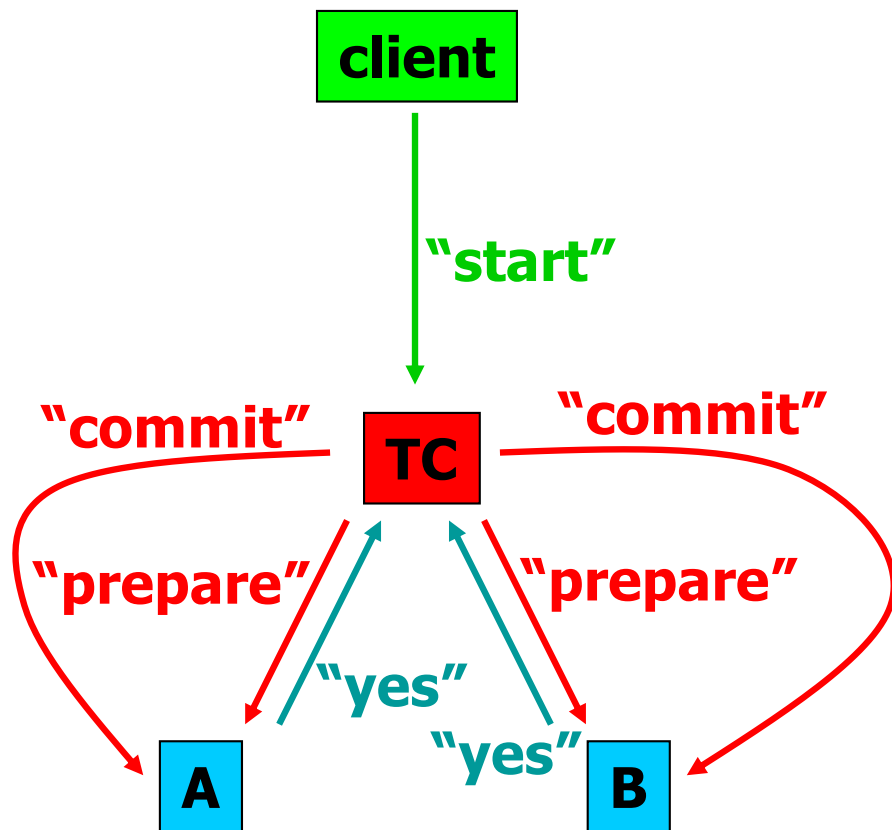 client
“start”
“commit”
“commit”
TC
“prepare”
“prepare”
“yes”
“yes”
A
B